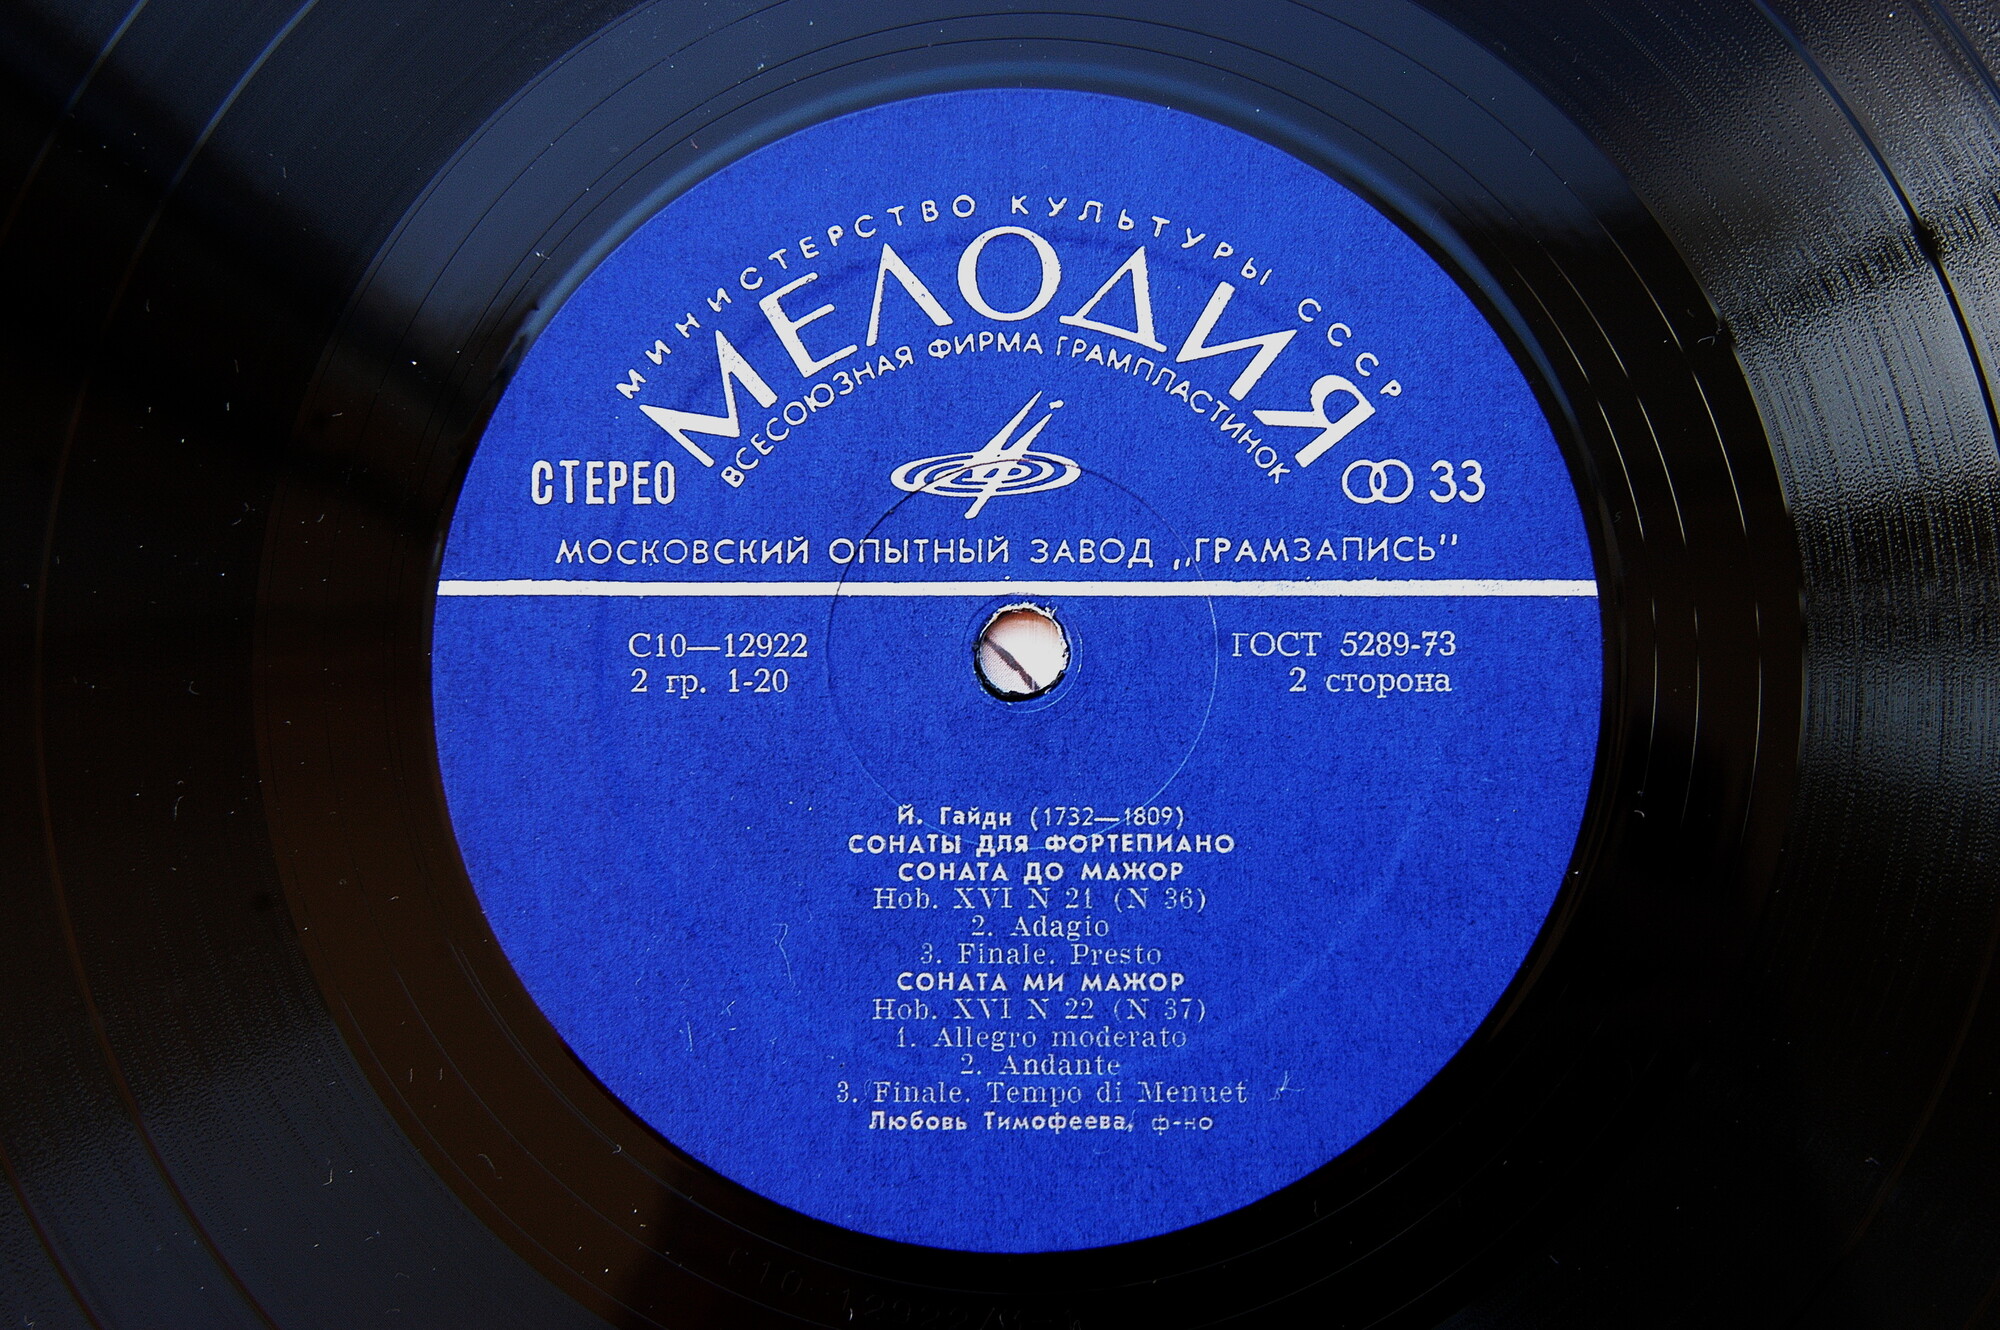 МИНИСТЕРСТВО КУЛЬТУРЫ СССР
МЕЛОДИЯ
ВСЕСОЮЗНАЯ ФИРМА ГРАМПЛАСТИНОК
СТЕРЕО
33
МОСКОВСКИЙ ОПЫТНЫЙ ЗАВОД „ГРАМЗАПИСЬ"
С10—12922
ГОСТ 5289-73
2 гр. 1-20
2 сторона
Й. Гайдн (1732—1809)
СОНАТЫ ДЛЯ ФОРТЕПИАНО
СОНАТА ДО МАЖОР
Hob. XVI N 21 (N 36)
2. Adagio
3. Finale. Presto
СОНАТА МИ МАЖОР
Hob. XVI N 22 (N 37)
1. Allegro moderato
2. Andante
3. Finale. Tempo di Menuet
Любовь Тимофеева, ф-но